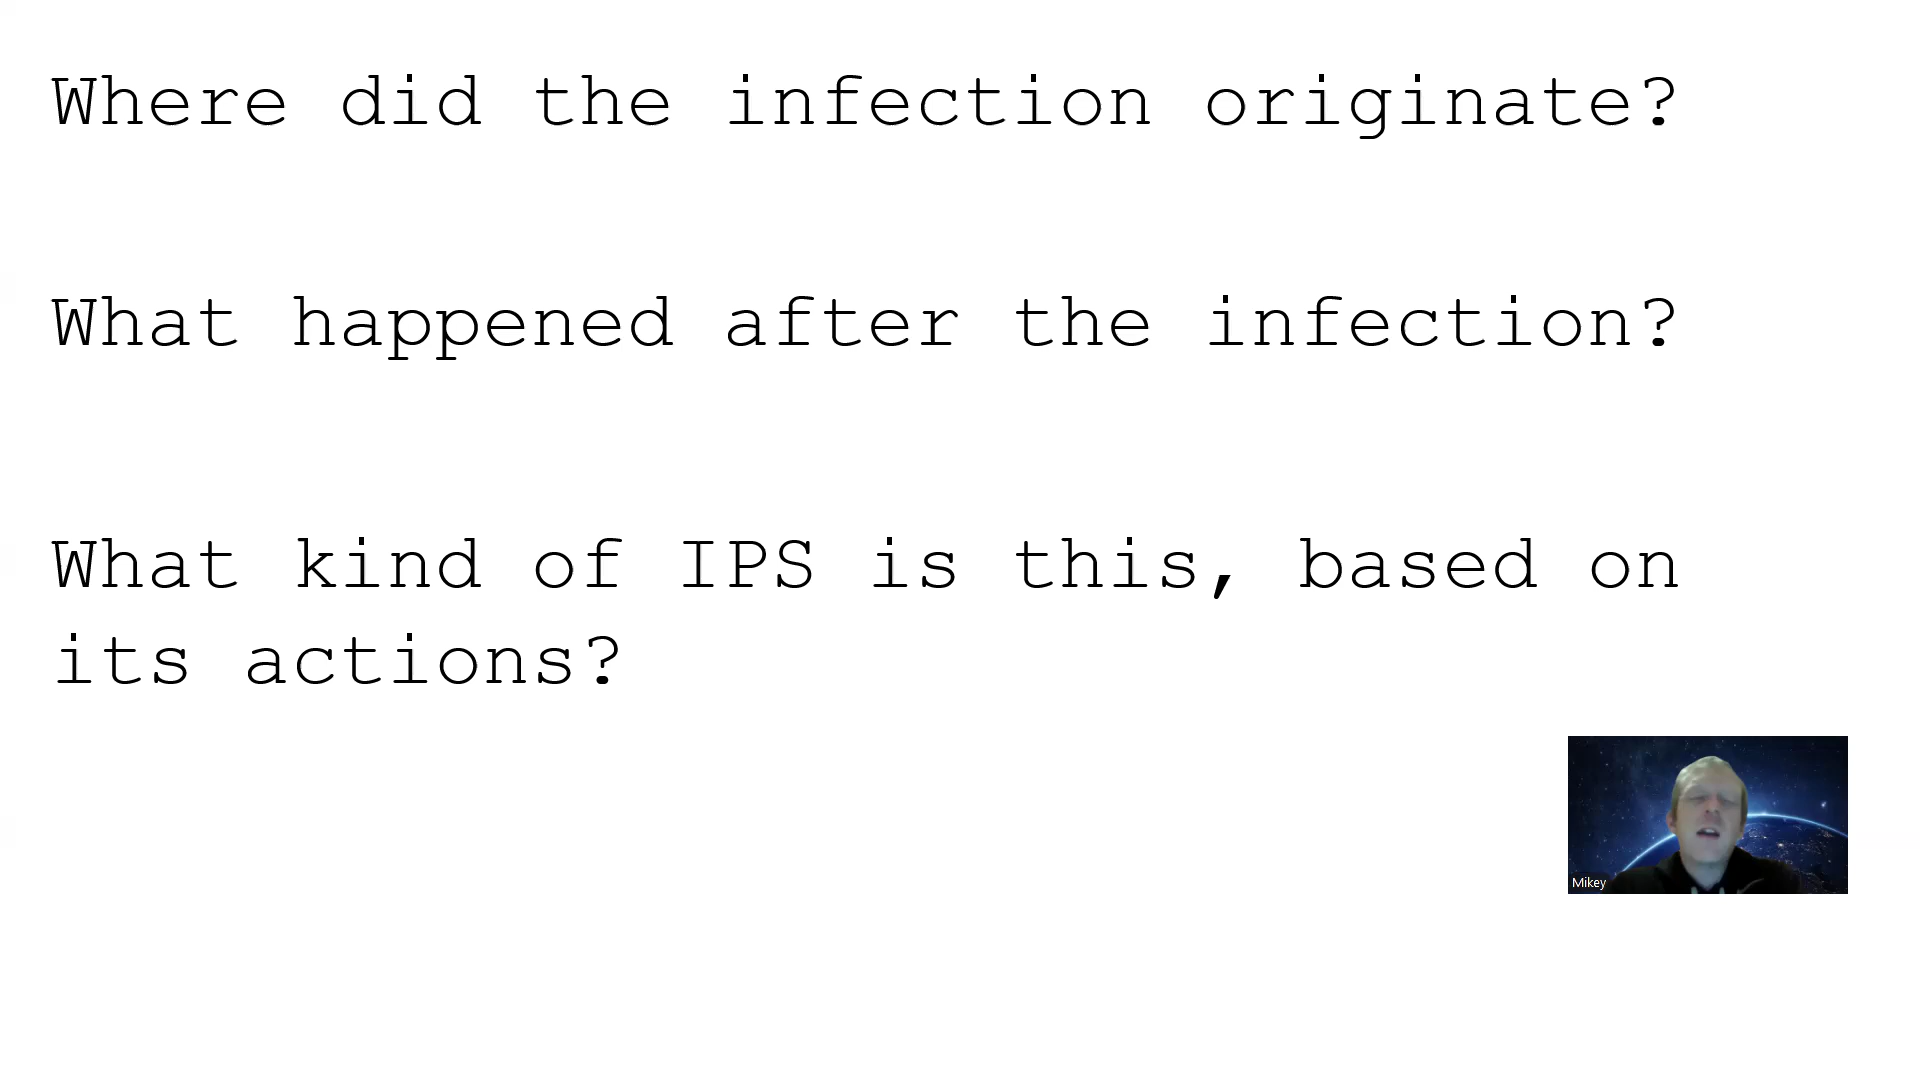 Where did the infection originate?
What happened after the infection?
What kind of IPS is this, based on
its actions?
Mikey